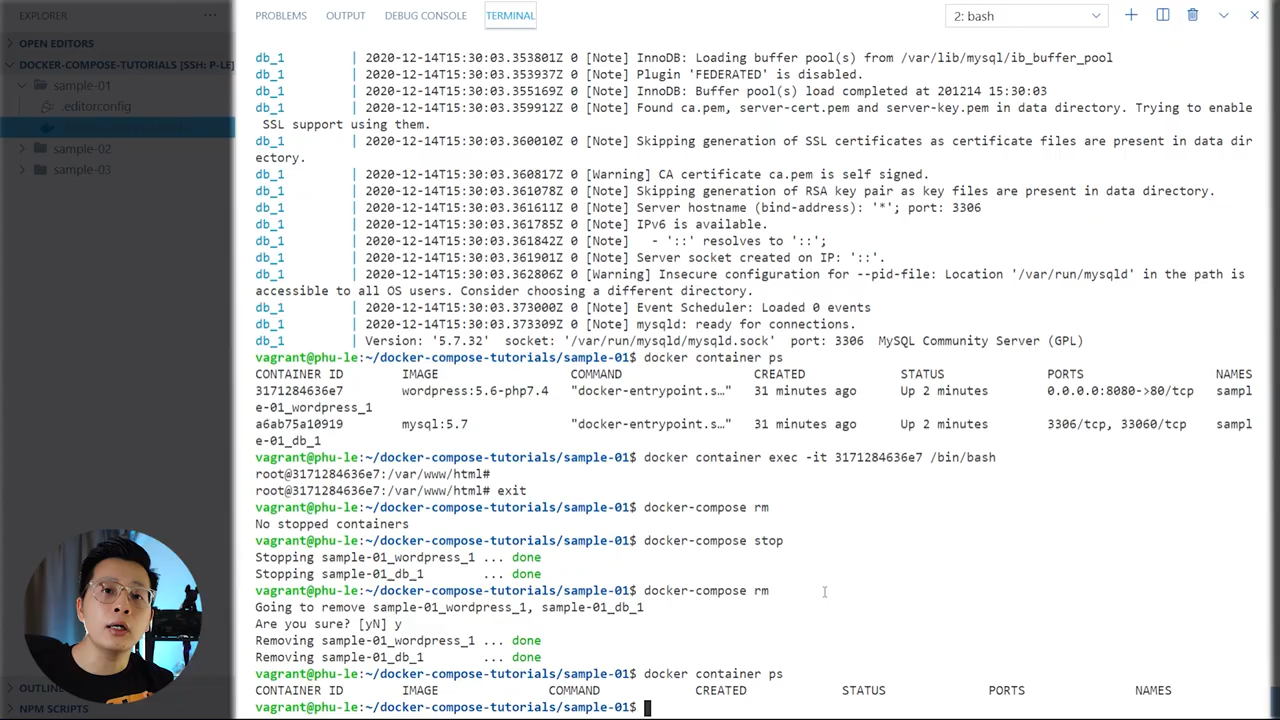 EXPLORER
···
PROBLEMS
OUTPUT
DEBUG CONSOLE
TERMINAL
2: bash
OPEN EDITORS
DOCKER-COMPOSE-TUTORIALS [SSH: P-LE]
sample-01
.editorconfig
sample-02
sample-03
OUTLIN
NPM SCRIPTS
db_1 | 2020-12-14T15:30:03.353801Z 0 [Note] InnoDB: Loading buffer pool(s) from /var/lib/mysql/ib_buffer_pool
db_1 | 2020-12-14T15:30:03.353937Z 0 [Note] Plugin 'FEDERATED' is disabled.
db_1 | 2020-12-14T15:30:03.355169Z 0 [Note] InnoDB: Buffer pool(s) load completed at 201214 15:30:03
db_1 | 2020-12-14T15:30:03.359912Z 0 [Note] Found ca.pem, server-cert.pem and server-key.pem in data directory. Trying to enable
SSL support using them.
db_1 | 2020-12-14T15:30:03.360010Z 0 [Note] Skipping generation of SSL certificates as certificate files are present in data dir
ectory.
db_1 | 2020-12-14T15:30:03.360817Z 0 [Warning] CA certificate ca.pem is self signed.
db_1 | 2020-12-14T15:30:03.361078Z 0 [Note] Skipping generation of RSA key pair as key files are present in data directory.
db_1 | 2020-12-14T15:30:03.361611Z 0 [Note] Server hostname (bind-address): '*'; port: 3306
db_1 | 2020-12-14T15:30:03.361785Z 0 [Note] IPv6 is available.
db_1 | 2020-12-14T15:30:03.361842Z 0 [Note]   - '::' resolves to '::';
db_1 | 2020-12-14T15:30:03.361901Z 0 [Note] Server socket created on IP: '::'.
db_1 | 2020-12-14T15:30:03.362806Z 0 [Warning] Insecure configuration for --pid-file: Location '/var/run/mysqld' in the path is
accessible to all OS users. Consider choosing a different directory.
db_1 | 2020-12-14T15:30:03.373000Z 0 [Note] Event Scheduler: Loaded 0 events
db_1 | 2020-12-14T15:30:03.373309Z 0 [Note] mysqld: ready for connections.
db_1 | Version: '5.7.32'  socket: '/var/run/mysqld/mysqld.sock'  port: 3306  MySQL Community Server (GPL)
vagrant@phu-le:~/docker-compose-tutorials/sample-01$ docker container ps
CONTAINER ID IMAGE COMMAND CREATED STATUS PORTS NAMES
3171284636e7 wordpress:5.6-php7.4 "docker-entrypoint.s…" 31 minutes ago Up 2 minutes 0.0.0.0:8080->80/tcp sampl
e-01_wordpress_1
a6ab75a10919 mysql:5.7 "docker-entrypoint.s…" 31 minutes ago Up 2 minutes 3306/tcp, 33060/tcp sampl
e-01_db_1
vagrant@phu-le:~/docker-compose-tutorials/sample-01$ docker container exec -it 3171284636e7 /bin/bash
root@3171284636e7:/var/www/html#
root@3171284636e7:/var/www/html# exit
vagrant@phu-le:~/docker-compose-tutorials/sample-01$ docker-compose rm
No stopped containers
vagrant@phu-le:~/docker-compose-tutorials/sample-01$ docker-compose stop
Stopping sample-01_wordpress_1 ... done
Stopping sample-01_db_1 ... done
vagrant@phu-le:~/docker-compose-tutorials/sample-01$ docker-compose rm
Going to remove sample-01_wordpress_1, sample-01_db_1
Are you sure? [yN] y
Removing sample-01_wordpress_1 ... done
Removing sample-01_db_1 ... done
vagrant@phu-le:~/docker-compose-tutorials/sample-01$ docker container ps
CONTAINER ID IMAGE COMMAND CREATED STATUS PORTS NAMES
vagrant@phu-le:~/docker-compose-tutorials/sample-01$